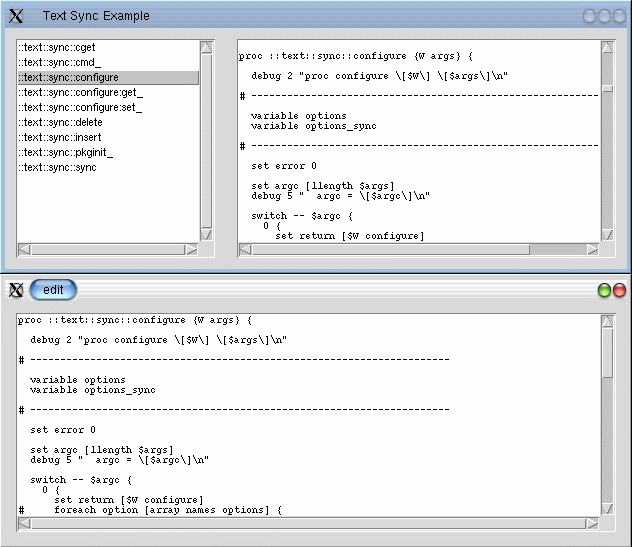 Text Sync Example
::text::sync::cget
::text::sync::cmd_
::text::sync::configure
::text::sync::configure:get_
::text::sync::configure:set_
::text::sync::delete
::text::sync::insert
::text::sync::pkginit_
::text::sync::sync
proc ::text::sync::configure {W args} {
debug 2 "proc configure \[$W\] \[$args\]\n"
# ----------------------------------------------------------
variable options
variable options_sync
# ----------------------------------------------------------
set error 0
set argc [llength $args]
debug 5 "  argc = \[$argc\]\n"
switch -- $argc {
0 {
set return [$W configure]
edit
proc ::text::sync::configure {W args} {
debug 2 "proc configure \[$W\] \[$args\]\n"
# ----------------------------------------------------------------------
variable options
variable options_sync
# ----------------------------------------------------------------------
set error 0
set argc [llength $args]
debug 5 "  argc = \[$argc\]\n"
switch -- $argc {
0 {
set return [$W configure]
#     foreach option [array names options] {